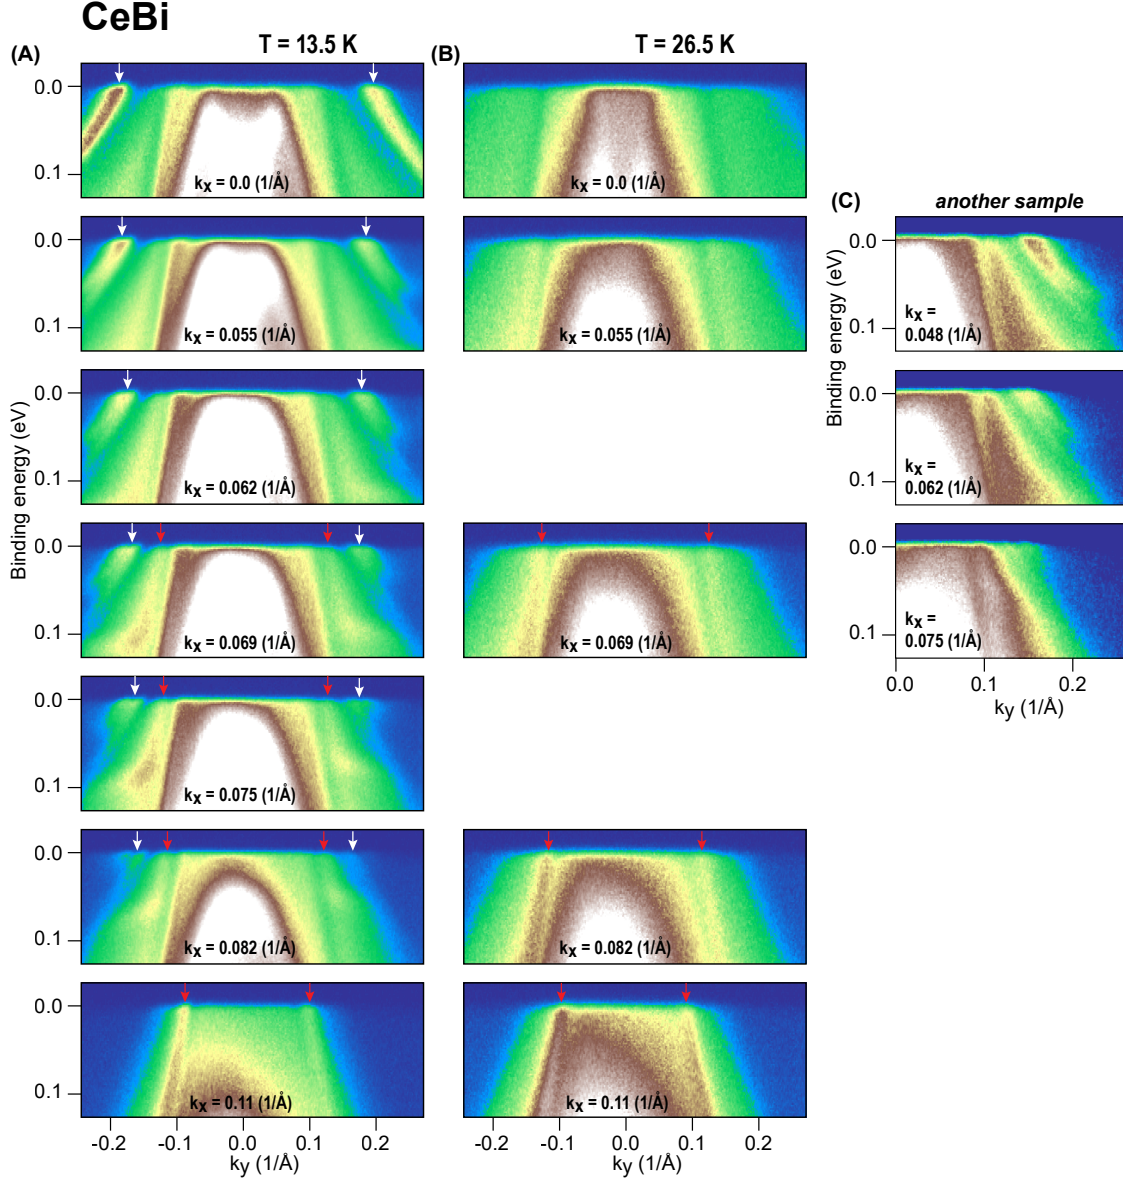 CeBi
(A)
T = 13.5 K
0.0
0.1
kx = 0.0 (1/Å)
0.0
0.1
kx = 0.055 (1/Å)
0.0
0.1
kx = 0.062 (1/Å)
0.0
0.1
kx = 0.069 (1/Å)
0.0
0.1
kx = 0.075 (1/Å)
0.0
0.1
kx = 0.082 (1/Å)
0.0
0.1
kx = 0.11 (1/Å)
Binding energy (eV)
-0.2 -0.1 0.0 0.1 0.2
ky (1/Å)
(B)
T = 26.5 K
kx = 0.0 (1/Å)
kx = 0.055 (1/Å)
kx = 0.069 (1/Å)
kx = 0.082 (1/Å)
kx = 0.11 (1/Å)
-0.2 -0.1 0.0 0.1 0.2
ky (1/Å)
(C)
another sample
0.0
0.1
kx =
0.048 (1/Å)
0.0
0.1
kx =
0.062 (1/Å)
0.0
0.1
kx =
0.075 (1/Å)
Binding energy (eV)
0.0 0.1 0.2
ky (1/Å)